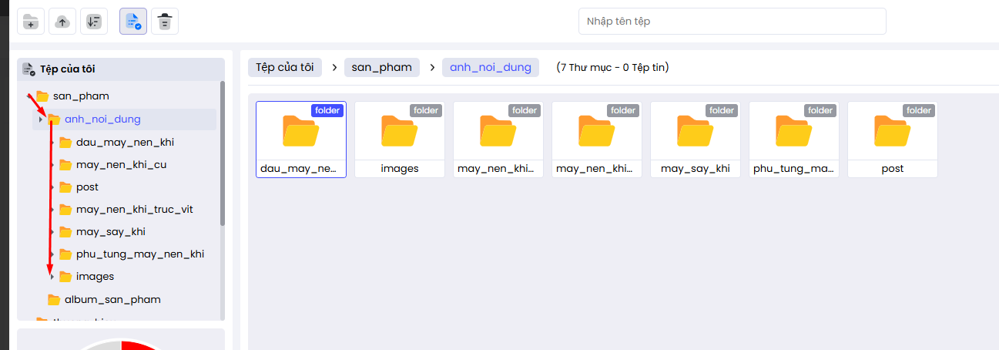 Nhập tên tệp
Tệp của tôi
san_pham
anh_noi_dung
dau_may_nen_khi
may_nen_khi_cu
post
may_nen_khi_truc_vit
may_say_khi
phu_tung_may_nen_khi
images
album_san_pham
Tệp của tôi > san_pham > anh_noi_dung (7 Thư mục - 0 Tệp tin)
folder folder folder folder folder folder folder
dau_may_ne... images may_nen_khi... may_nen_khi... may_say_khi phu_tung_ma... post